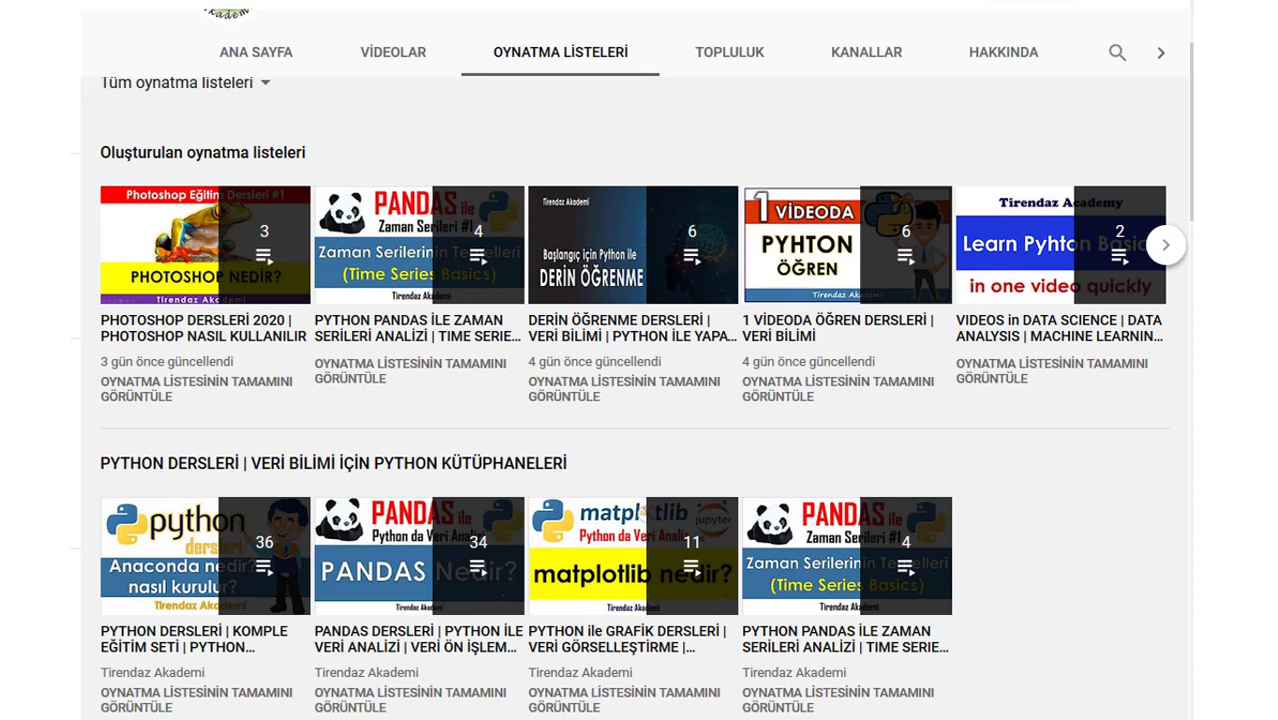 Akademi
ANA SAYFA
VİDEOLAR
OYNATMA LİSTELERİ
TOPLULUK
KANALLAR
HAKKINDA
Tüm oynatma listeleri
Oluşturulan oynatma listeleri
Photoshop Eğitim Dersleri #1
3
PHOTOSHOP NEDİR?
Tirendaz Akademi
PHOTOSHOP DERSLERİ 2020 |
PHOTOSHOP NASIL KULLANILIR
3 gün önce güncellendi
OYNATMA LİSTESİNİN TAMAMINI
GÖRÜNTÜLE
PANDAS ile
Zaman Serileri #1
4
Zaman Serilerinin Temelleri
(Time Series Basics)
Tirendaz Akademi
PYTHON PANDAS İLE ZAMAN
SERİLERİ ANALİZİ | TIME SERIE...
OYNATMA LİSTESİNİN TAMAMINI
GÖRÜNTÜLE
Tirendaz Akademi
6
Başlangıç için Python ile
DERİN ÖĞRENME
DERİN ÖĞRENME DERSLERİ |
VERİ BİLİMİ | PYTHON İLE YAPA...
4 gün önce güncellendi
OYNATMA LİSTESİNİN TAMAMINI
GÖRÜNTÜLE
1 VİDEODA
6
PYHTON
ÖĞREN
Tirendaz Akademi
1 VİDEODA ÖĞREN DERSLERİ |
VERİ BİLİMİ
4 gün önce güncellendi
OYNATMA LİSTESİNİN TAMAMINI
GÖRÜNTÜLE
Tirendaz Academy
2
Learn Pyhton Basic
in one video quickly
VIDEOS in DATA SCIENCE | DATA
ANALYSIS | MACHINE LEARNIN...
OYNATMA LİSTESİNİN TAMAMINI
GÖRÜNTÜLE
PYTHON DERSLERİ | VERİ BİLİMİ İÇİN PYTHON KÜTÜPHANELERİ
python
dersleri
36
Anaconda nedir?
nasıl kurulur?
Tirendaz Akademi
PYTHON DERSLERİ | KOMPLE
EĞİTİM SETİ | PYTHON...
Tirendaz Akademi
OYNATMA LİSTESİNİN TAMAMINI
GÖRÜNTÜLE
PANDAS ile
Python da Veri Analizi
34
PANDAS Nedir?
Tirendaz Akademi
PANDAS DERSLERİ | PYTHON İLE
VERİ ANALİZİ | VERİ ÖN İŞLEM...
Tirendaz Akademi
OYNATMA LİSTESİNİN TAMAMINI
GÖRÜNTÜLE
matplotlib
jupyter
Python da Veri Analizi
11
matplotlib nedir?
Tirendaz Akademi
PYTHON ile GRAFİK DERSLERİ |
VERİ GÖRSELLEŞTİRME |...
Tirendaz Akademi
OYNATMA LİSTESİNİN TAMAMINI
GÖRÜNTÜLE
PANDAS ile
Zaman Serileri #1
4
Zaman Serilerinin Temelleri
(Time Series Basics)
Tirendaz Akademi
PYTHON PANDAS İLE ZAMAN
SERİLERİ ANALİZİ | TIME SERIE...
Tirendaz Akademi
OYNATMA LİSTESİNİN TAMAMINI
GÖRÜNTÜLE